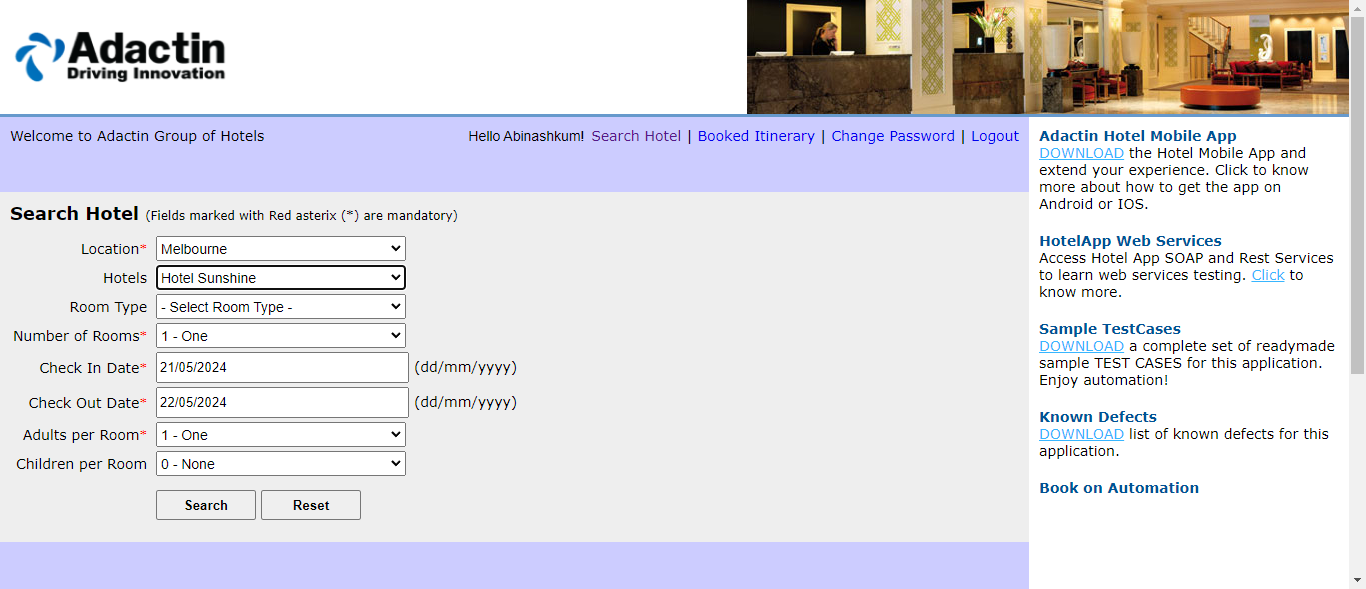 Adactin
Driving Innovation
Welcome to Adactin Group of Hotels
Hello Abinashkum! Search Hotel | Booked Itinerary | Change Password | Logout
Search Hotel (Fields marked with Red asterix (*) are mandatory)
Location* Melbourne
Hotels Hotel Sunshine
Room Type - Select Room Type -
Number of Rooms* 1 - One
Check In Date* 21/05/2024 (dd/mm/yyyy)
Check Out Date* 22/05/2024 (dd/mm/yyyy)
Adults per Room* 1 - One
Children per Room 0 - None
Search Reset
Adactin Hotel Mobile App
DOWNLOAD the Hotel Mobile App and
extend your experience. Click to know
more about how to get the app on
Android or IOS.
HotelApp Web Services
Access Hotel App SOAP and Rest Services
to learn web services testing. Click to
know more.
Sample TestCases
DOWNLOAD a complete set of readymade
sample TEST CASES for this application.
Enjoy automation!
Known Defects
DOWNLOAD list of known defects for this
application.
Book on Automation